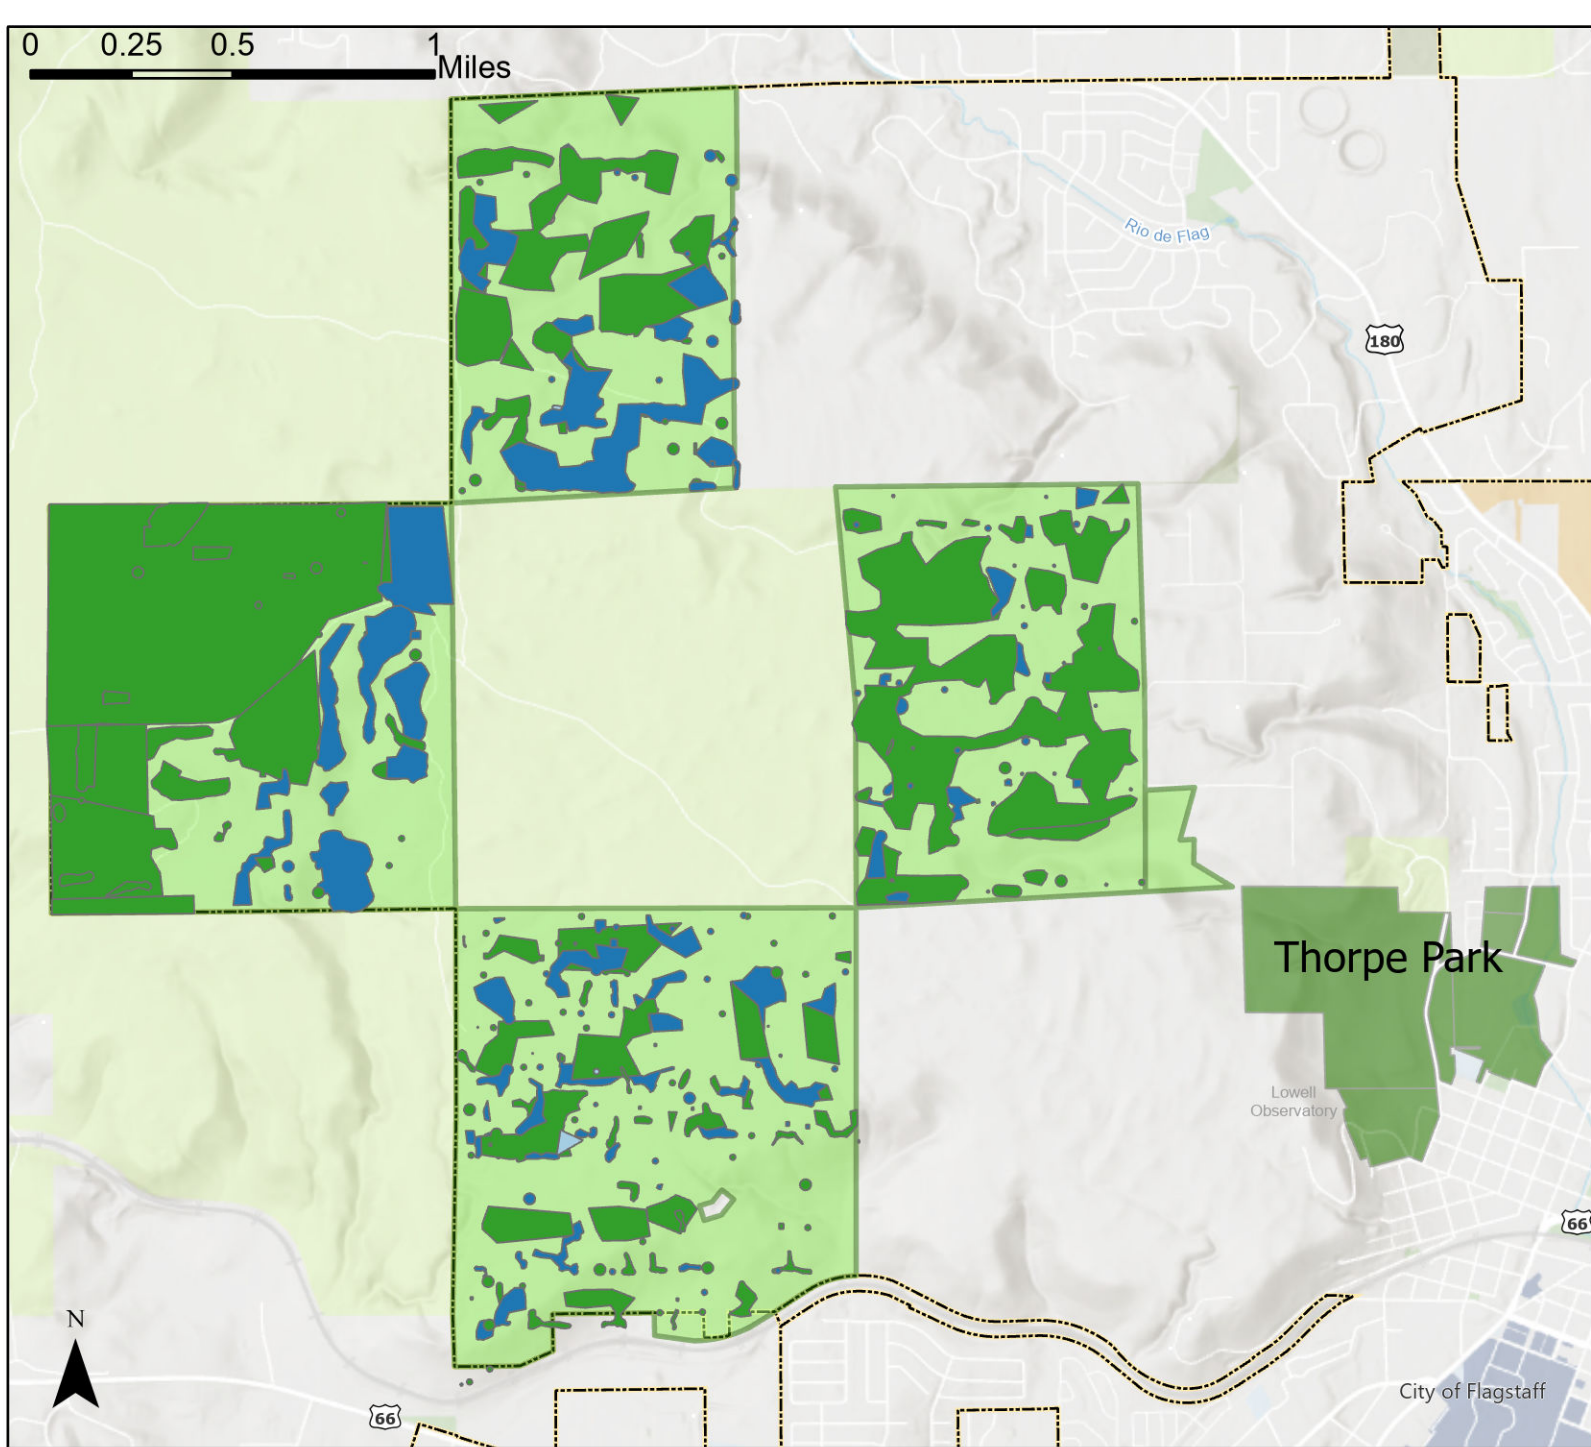 0 0.25 0.5 1
Miles
Rio de Flag
180
Thorpe Park
Lowell
Observatory
66
N
City of Flagstaff
66